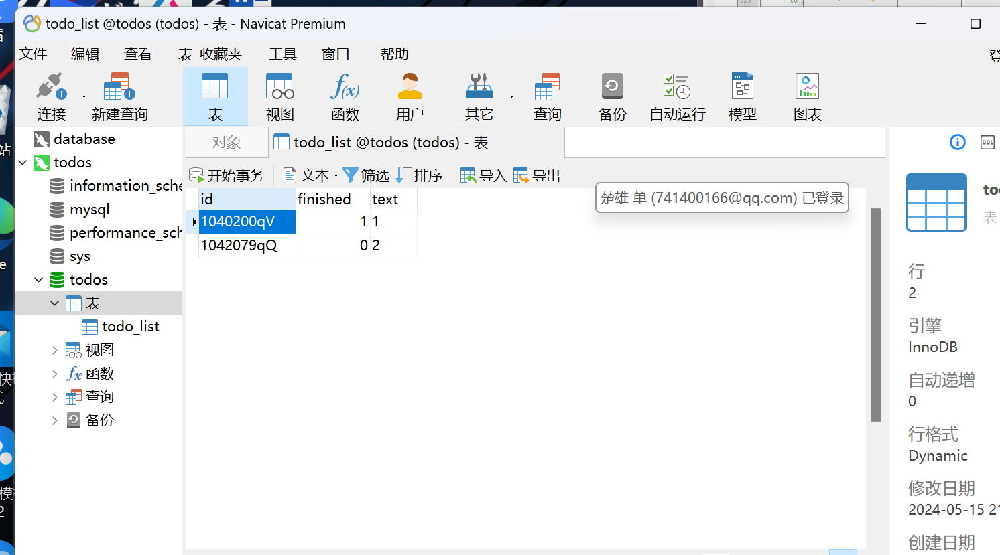 todo_list @todos (todos) - 表 - Navicat Premium
文件 编辑 查看 表 收藏夹 工具 窗口 帮助
登
连接 新建查询 表 视图 函数 用户 其它 查询 备份 自动运行 模型 图表
database
todos
information_sche
mysql
performance_sch
sys
todos
表
todo_list
视图
函数
查询
备份
对象
todo_list @todos (todos) - 表
开始事务 文本 筛选 排序 导入 导出
id finished text
1040200qV 1 1
1042079qQ 0 2
楚雄 单 (741400166@qq.com) 已登录
DDL
tod
表
行
2
引擎
InnoDB
自动递增
0
行格式
Dynamic
修改日期
2024-05-15 21
创建日期
站
e
2